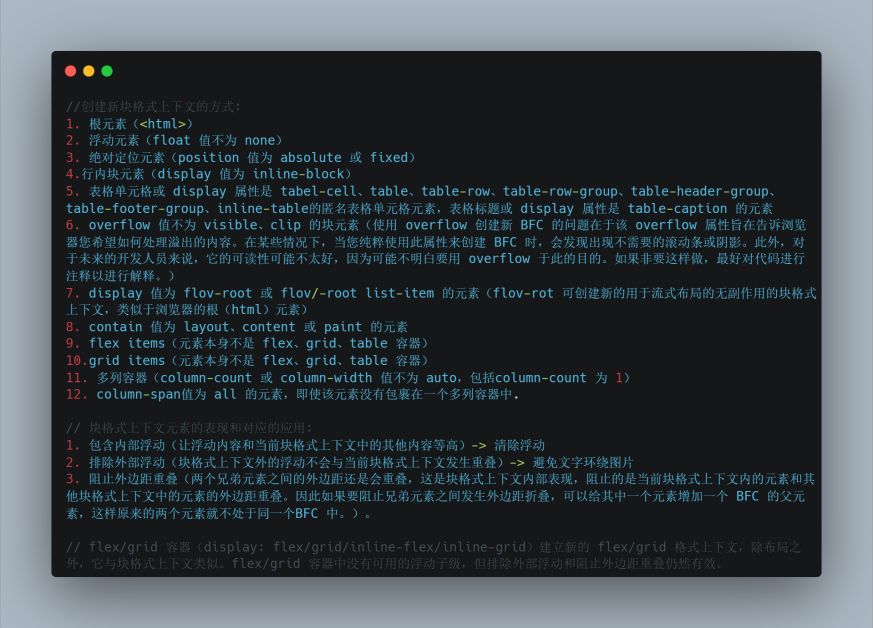 //创建新块格式上下文的方式:
1. 根元素（<html>）
2. 浮动元素（float 值不为 none）
3. 绝对定位元素（position 值为 absolute 或 fixed）
4.行内块元素（display 值为 inline-block）
5. 表格单元格或 display 属性是 tabel-cell、table、table-row、table-row-group、table-header-group、
table-footer-group、inline-table的匿名表格单元格元素，表格标题或 display 属性是 table-caption 的元素
6. overflow 值不为 visible、clip 的块元素（使用 overflow 创建新 BFC 的问题在于该 overflow 属性旨在告诉浏览
器您希望如何处理溢出的内容。在某些情况下，当您纯粹使用此属性来创建 BFC 时，会发现出现不需要的滚动条或阴影。此外，对
于未来的开发人员来说，它的可读性可能不太好，因为可能不明白要用 overflow 于此的目的。如果非要这样做，最好对代码进行
注释以进行解释。）
7. display 值为 flov-root 或 flov/-root list-item 的元素（flov-rot 可创建新的用于流式布局的无副作用的块格式
上下文，类似于浏览器的根（html）元素）
8. contain 值为 layout、content 或 paint 的元素
9. flex items（元素本身不是 flex、grid、table 容器）
10.grid items（元素本身不是 flex、grid、table 容器）
11. 多列容器（column-count 或 column-width 值不为 auto，包括column-count 为 1）
12. column-span值为 all 的元素，即使该元素没有包裹在一个多列容器中.
// 块格式上下文元素的表现和对应的应用:
1. 包含内部浮动（让浮动内容和当前块格式上下文中的其他内容等高）-> 清除浮动
2. 排除外部浮动（块格式上下文外的浮动不会与当前块格式上下文发生重叠）-> 避免文字环绕图片
3. 阻止外边距重叠（两个兄弟元素之间的外边距还是会重叠，这是块格式上下文内部表现，阻止的是当前块格式上下文内的元素和其
他块格式上下文中的元素的外边距重叠。因此如果要阻止兄弟元素之间发生外边距折叠，可以给其中一个元素增加一个 BFC 的父元
素，这样原来的两个元素就不处于同一个BFC 中。）。
// flex/grid 容器（display: flex/grid/inline-flex/inline-grid）建立新的 flex/grid 格式上下文，除布局之
外，它与块格式上下文类似。flex/grid 容器中没有可用的浮动子级，但排除外部浮动和阻止外边距重叠仍然有效。